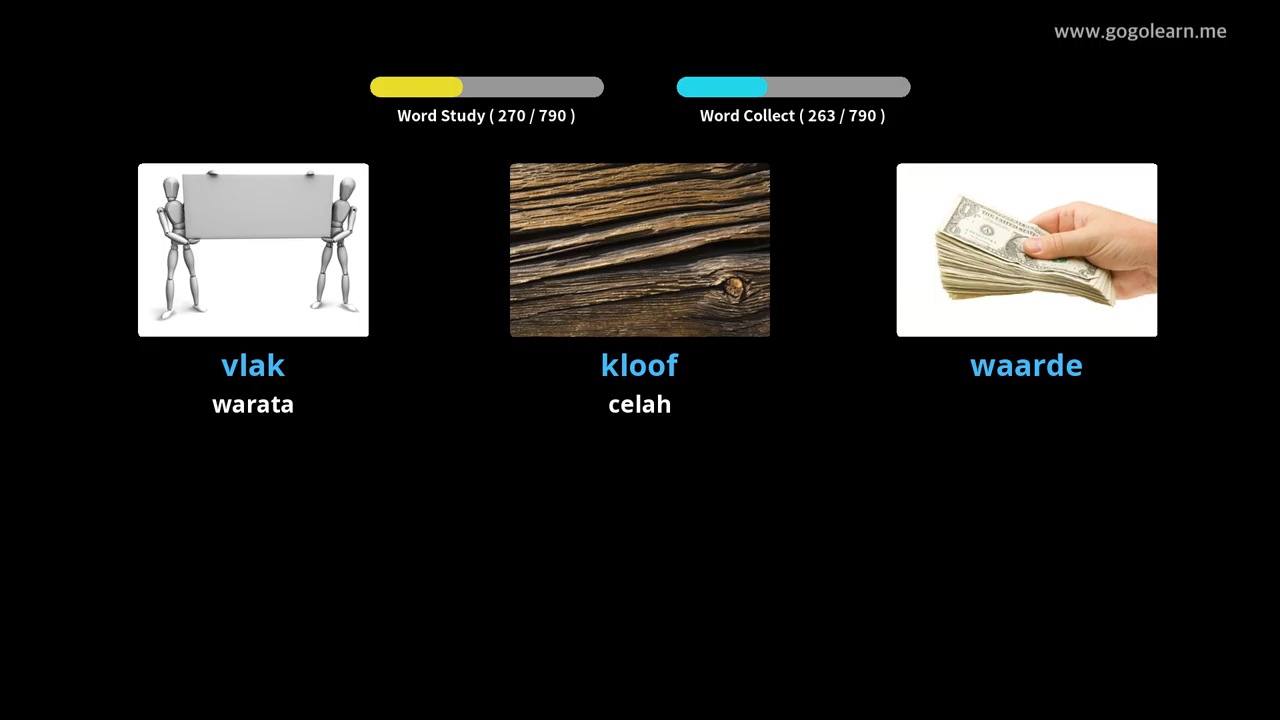 www.gogolearn.me
Word Study ( 270 / 790 )
Word Collect ( 263 / 790 )
vlak
kloof
waarde
warata
celah